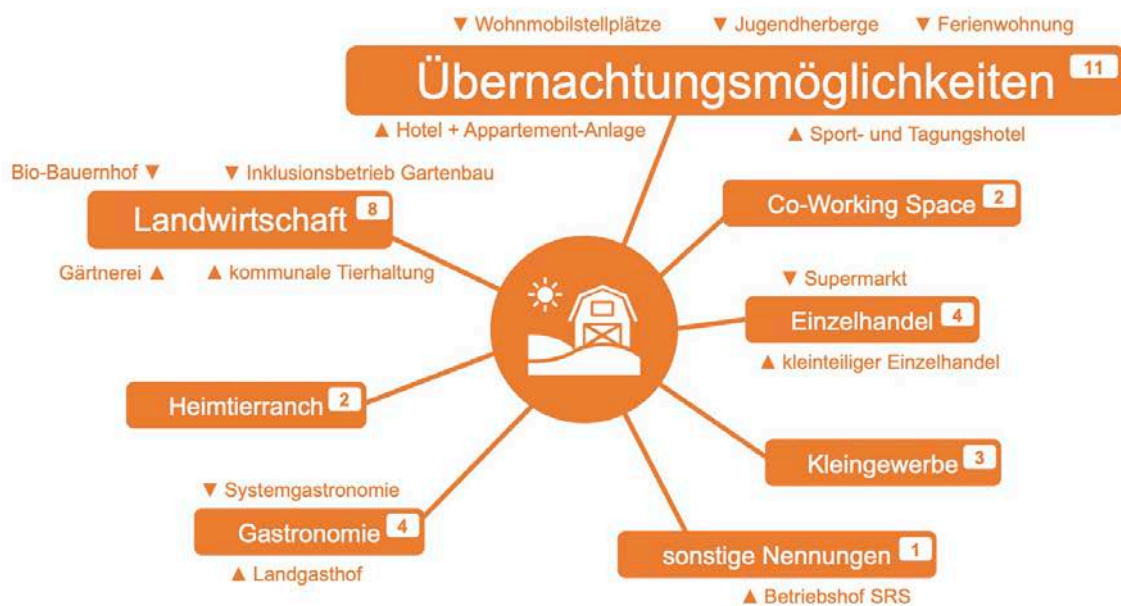 ▼ Wohnmobilstellplätze ▼ Jugendherberge ▼ Ferienwohnung
Übernachtungsmöglichkeiten 11
▲ Hotel + Appartement-Anlage ▲ Sport- und Tagungshotel
Bio-Bauernhof ▼ ▼ Inklusionsbetrieb Gartenbau
Landwirtschaft 8
Gärtnerei ▲ ▲ kommunale Tierhaltung
Co-Working Space 2
▼ Supermarkt
Einzelhandel 4
▲ kleinteiliger Einzelhandel
Heimtierranch 2
Kleingewerbe 3
▼ Systemgastronomie
Gastronomie 4
▲ Landgasthof
sonstige Nennungen 1
▲ Betriebshof SRS